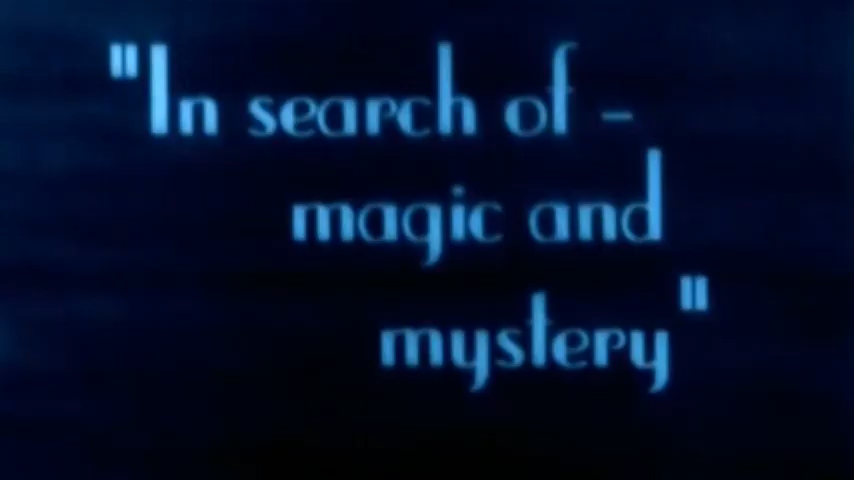 "In search of –
magic and
mystery"